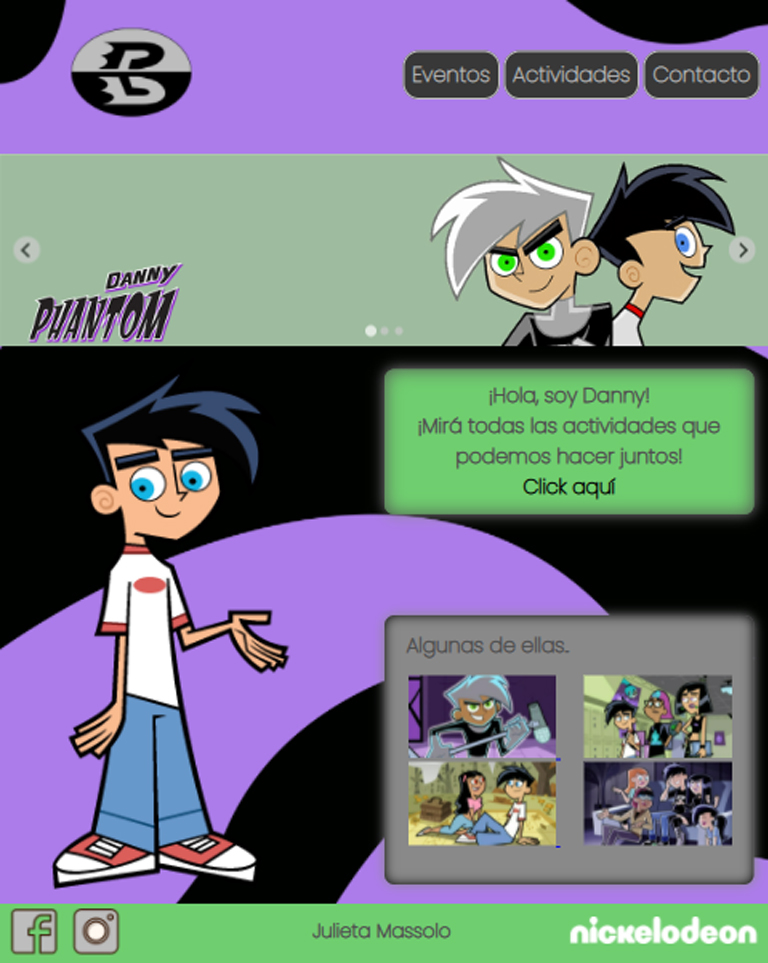 Eventos Actividades Contacto
DANNY
PHANTOM
¡Hola, soy Danny!
¡Mirá todas las actividades que
podemos hacer juntos!
Click aquí
Algunas de ellas..
Julieta Massolo
nickelodeon